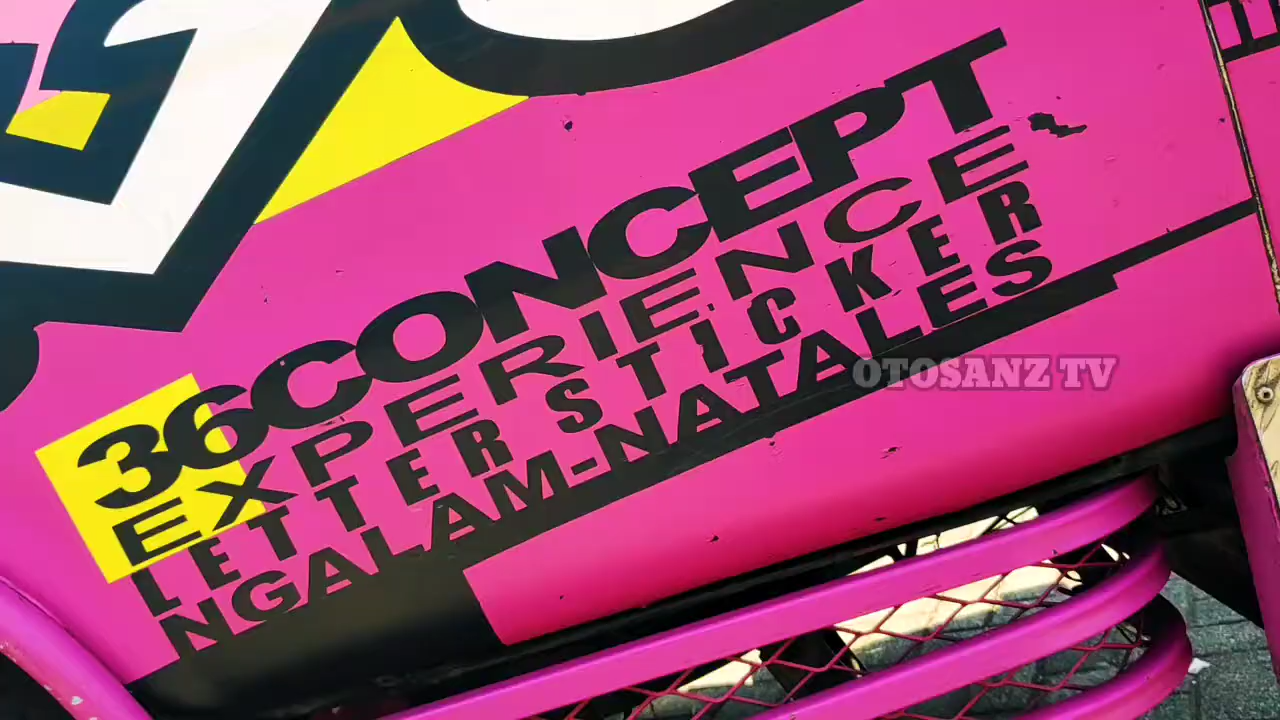 36CONCEPT
EXPERIENCE
LETTER STICKER
NGALAM-NATALES
OTOSANZ TV